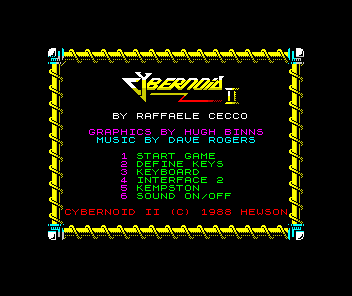 CYBERNOID II
BY RAFFAELE CECCO
GRAPHICS BY HUGH BINNS
MUSIC BY DAVE ROGERS
1 START GAME
2 DEFINE KEYS
3 KEYBOARD
4 INTERFACE 2
5 KEMPSTON
6 SOUND ON/OFF
CYBERNOID II (C) 1988 HEWSON